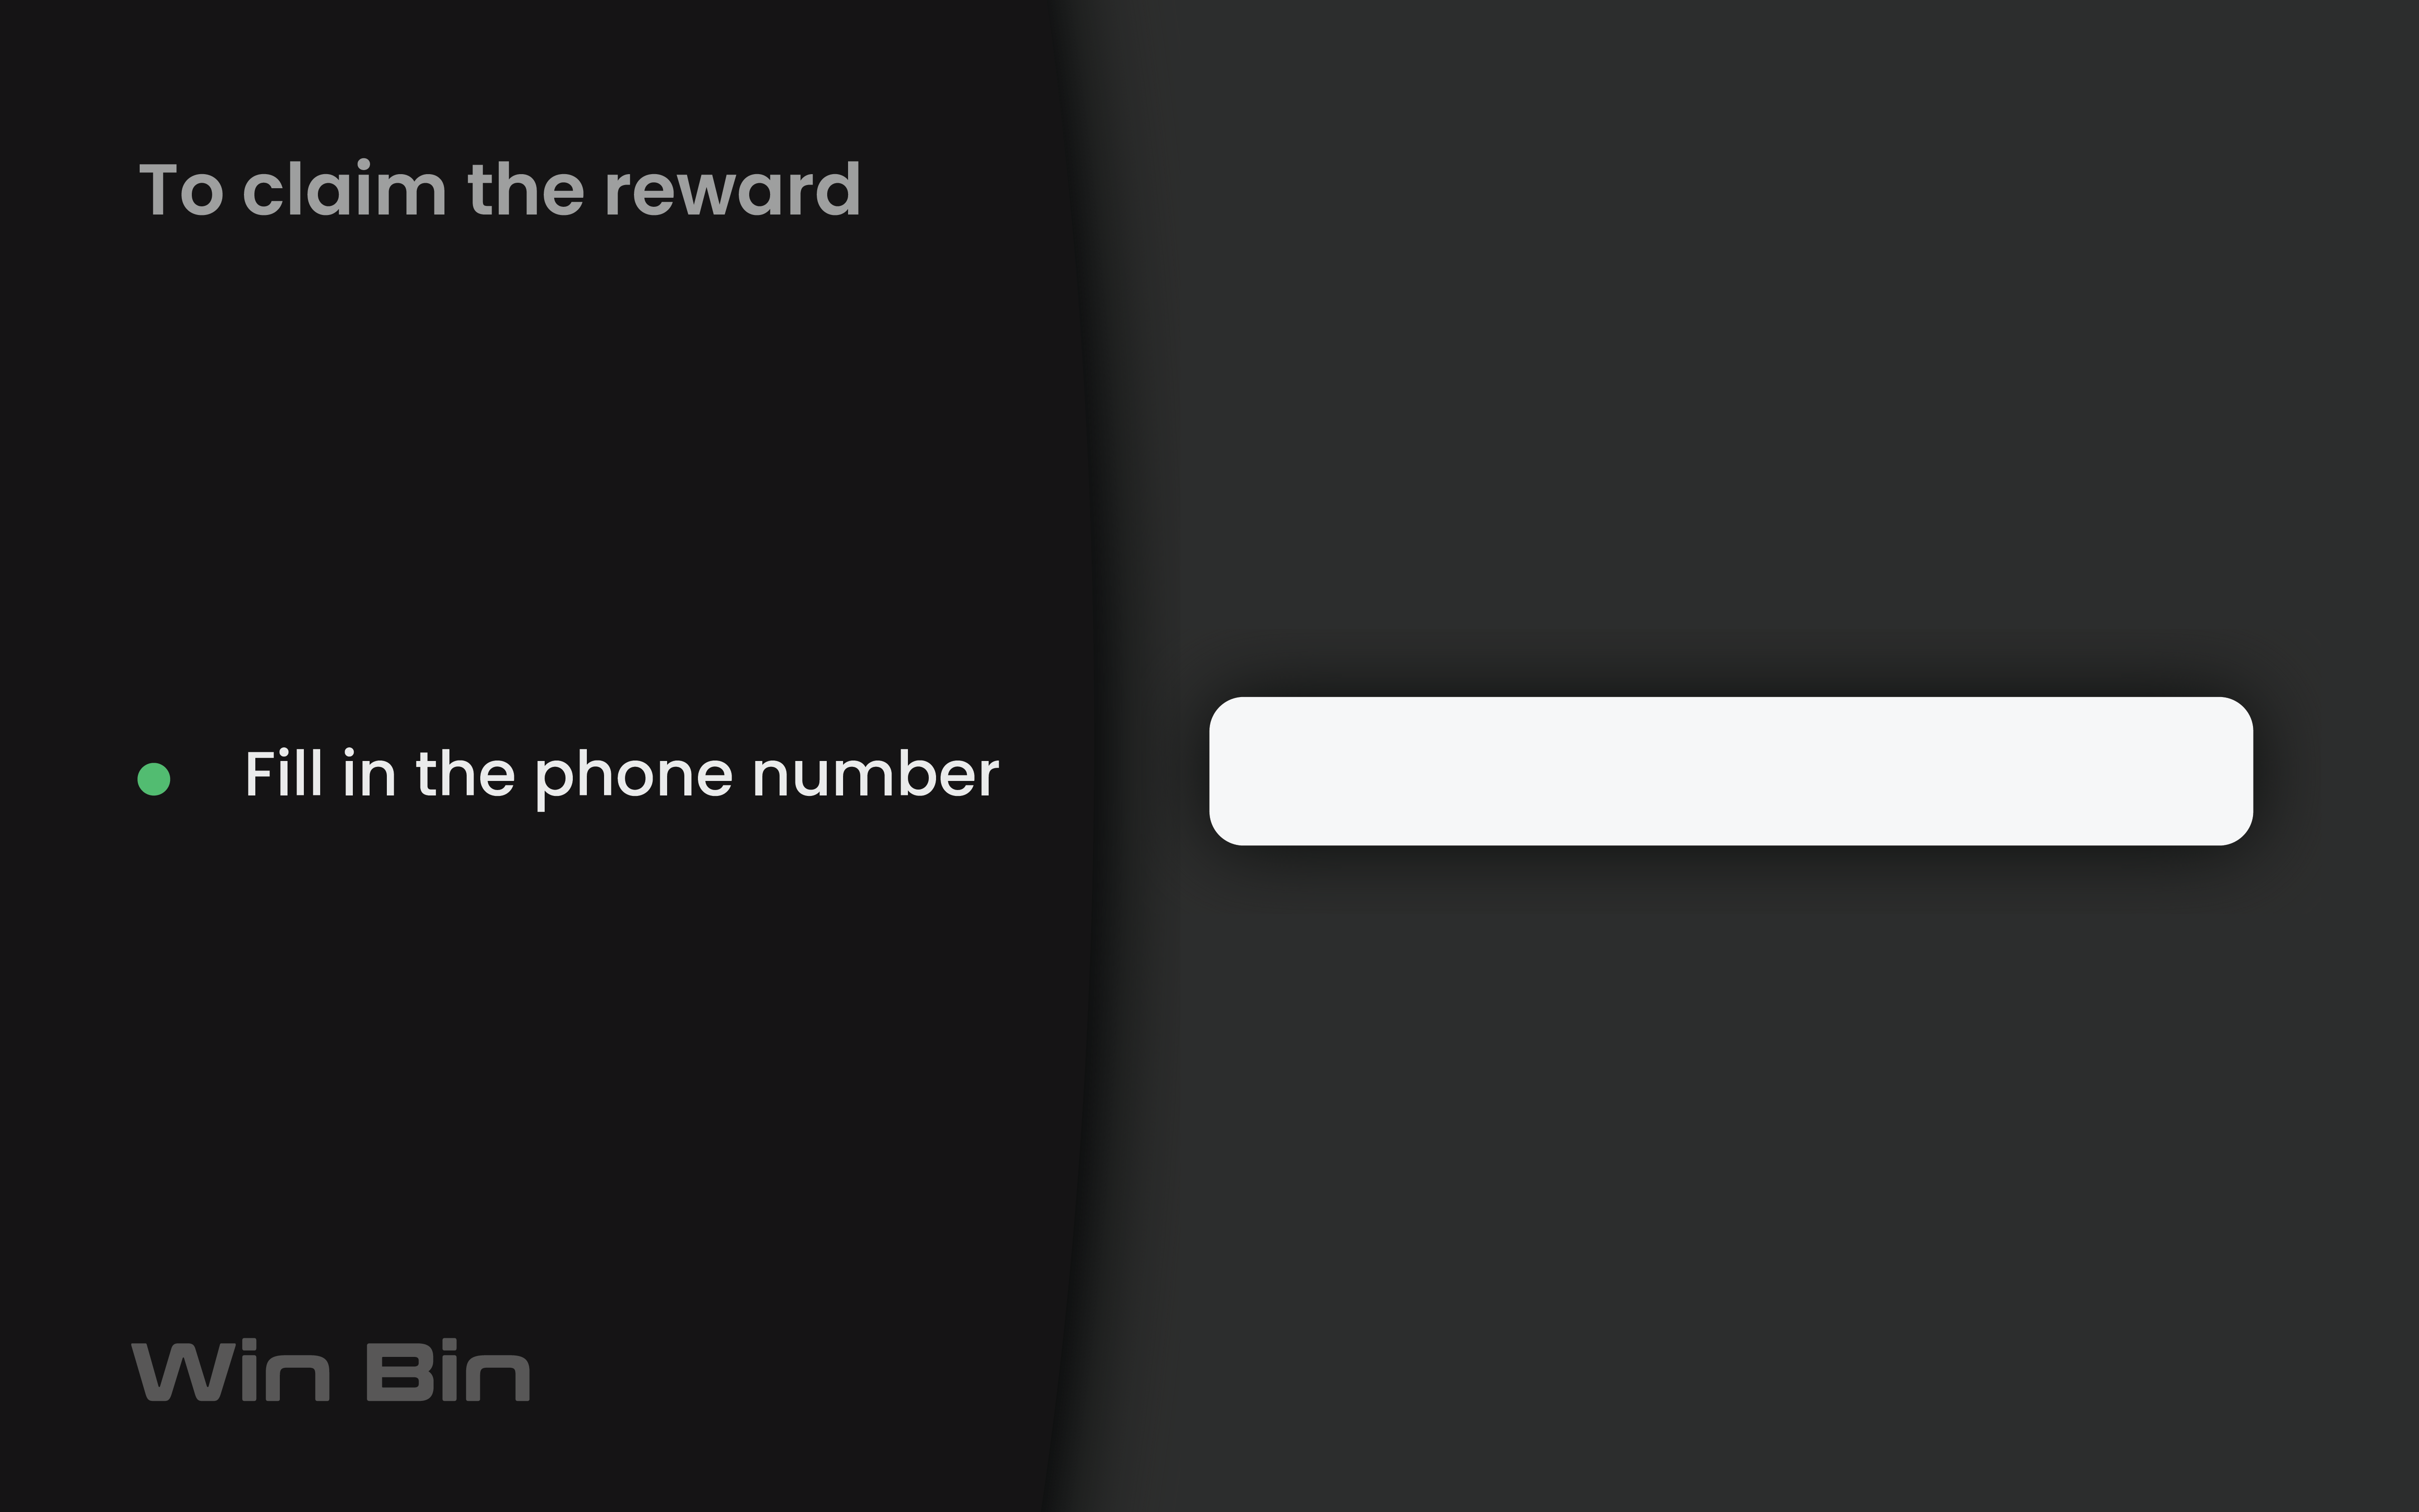 To claim the reward
Fill in the phone number
Win Bin